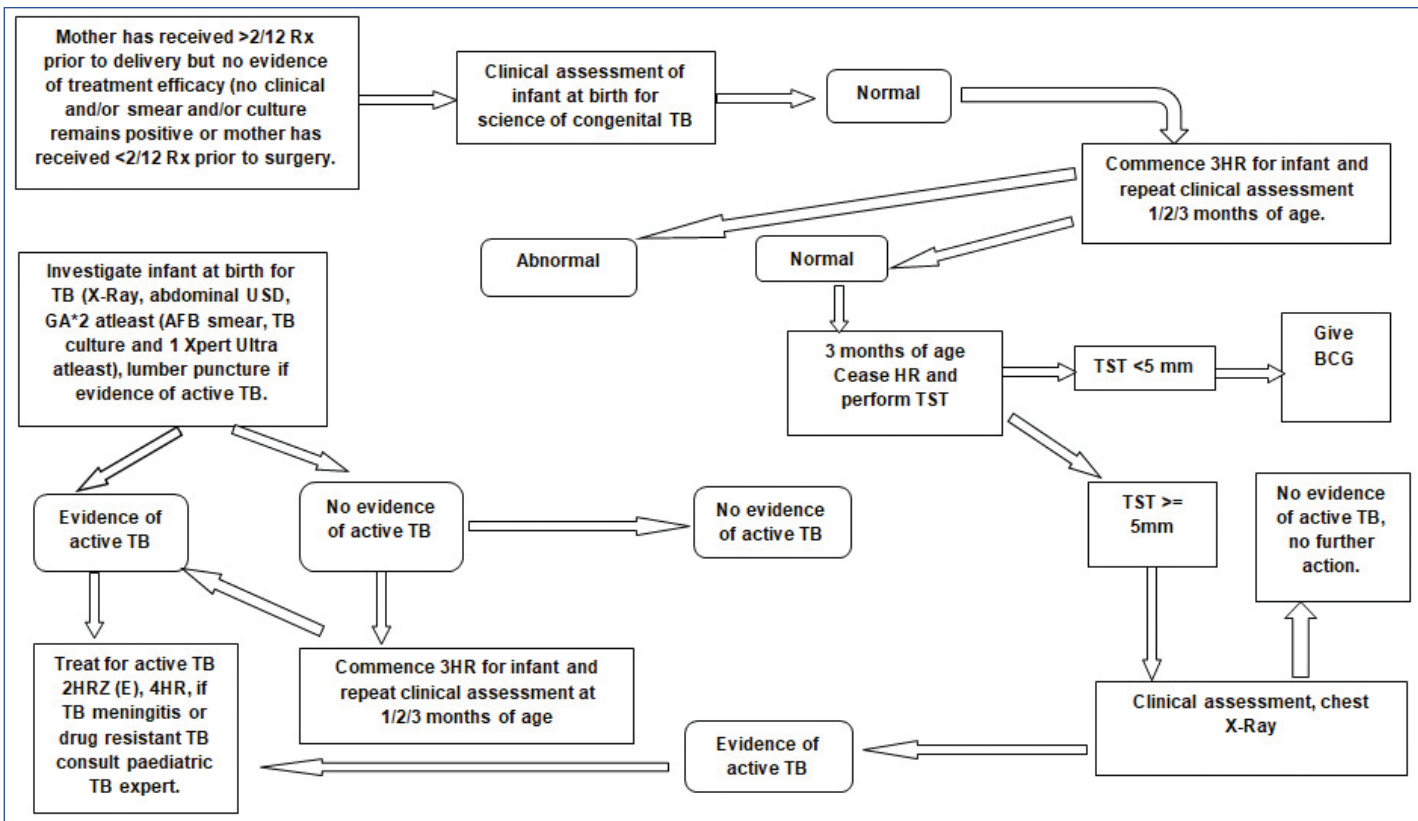 Mother has received >2/12 Rx
prior to delivery but no evidence
of treatment efficacy (no clinical
and/or smear and/or culture
remains positive or mother has
received <2/12 Rx prior to surgery.
Clinical assessment of
infant at birth for
science of congenital TB
Normal
Commence 3HR for infant and
repeat clinical assessment
1/2/3 months of age.
Abnormal
Normal
Investigate infant at birth for
TB (X-Ray, abdominal USD,
GA*2 atleast (AFB smear, TB
culture and 1 Xpert Ultra
atleast), lumber puncture if
evidence of active TB.
3 months of age
Cease HR and
perform TST
TST <5 mm
Give
BCG
Evidence of
active TB
No evidence
of active TB
No evidence
of active TB
TST >=
5mm
No evidence
of active TB,
no further
action.
Treat for active TB
2HRZ (E), 4HR, if
TB meningitis or
drug resistant TB
consult paediatric
TB expert.
Commence 3HR for infant and
repeat clinical assessment at
1/2/3 months of age
Evidence of
active TB
Clinical assessment, chest
X-Ray